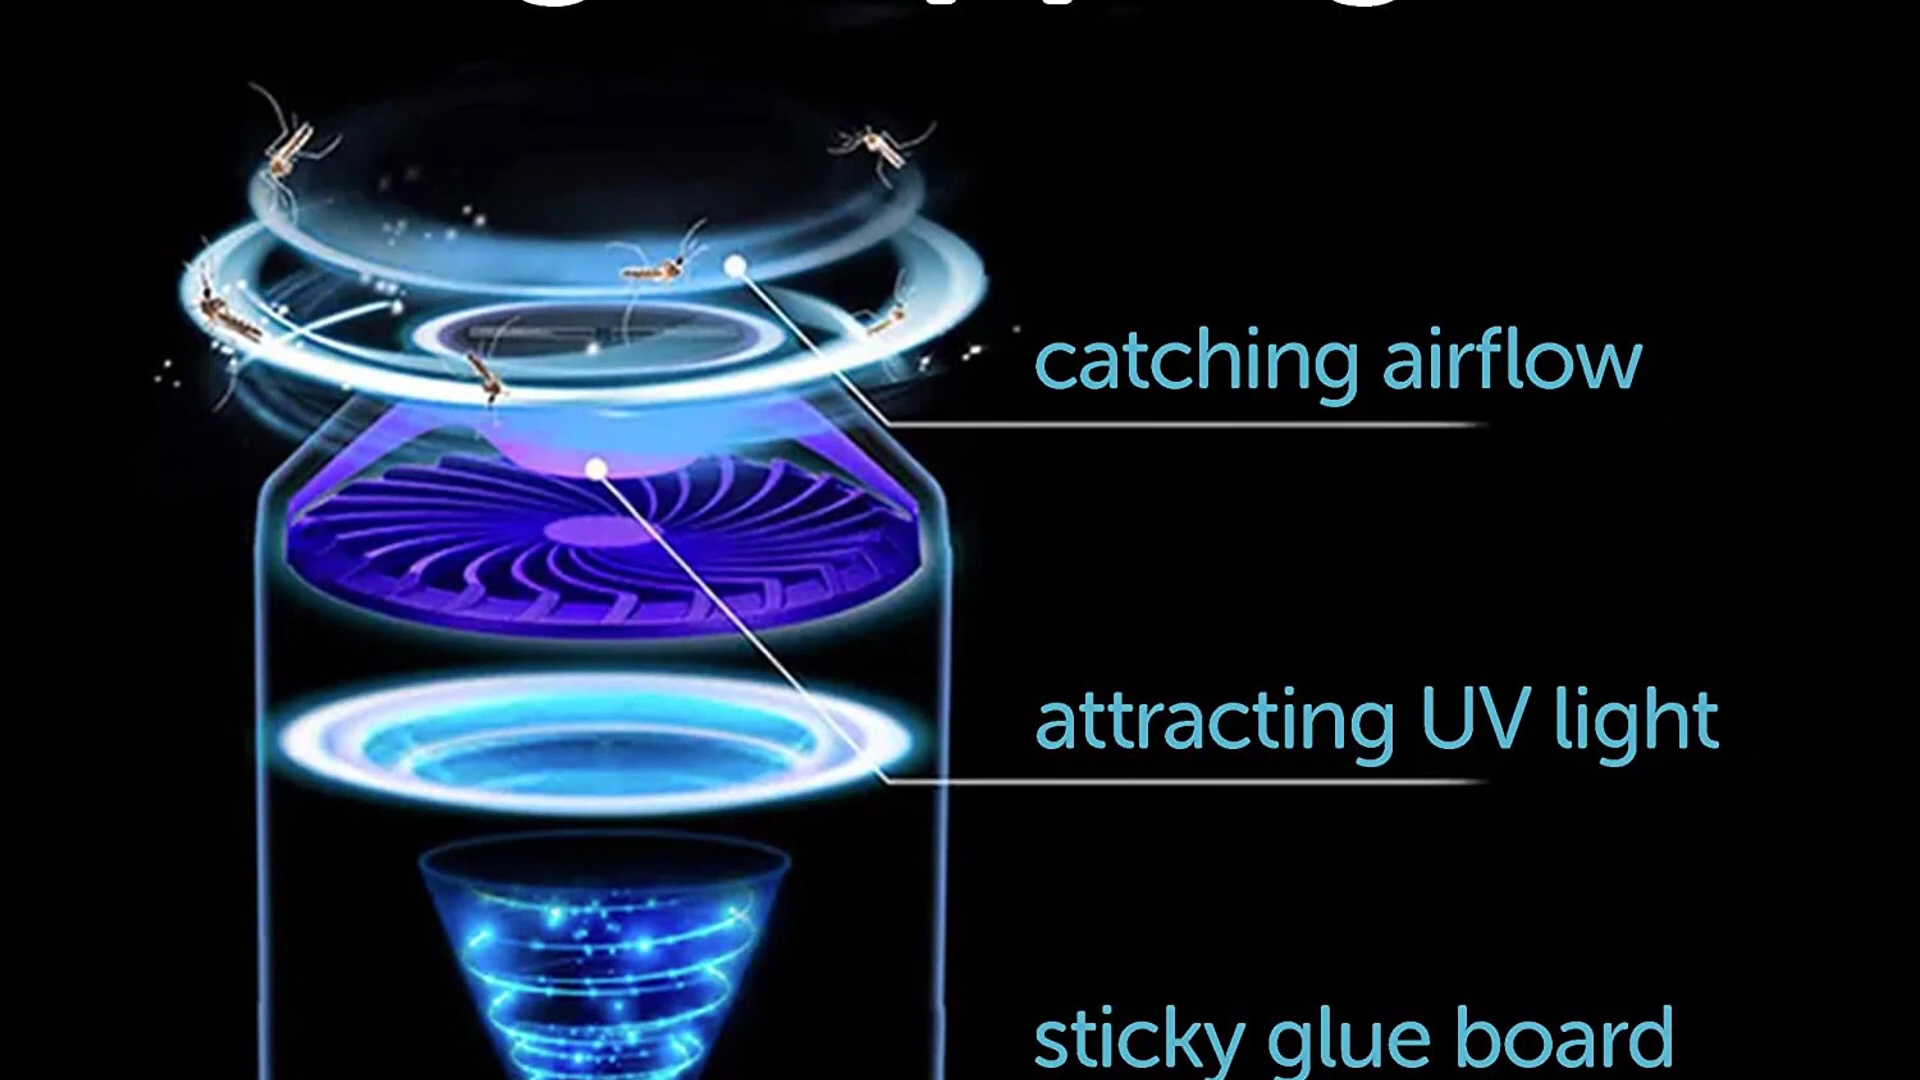 catching airflow
attracting UV light
sticky glue board